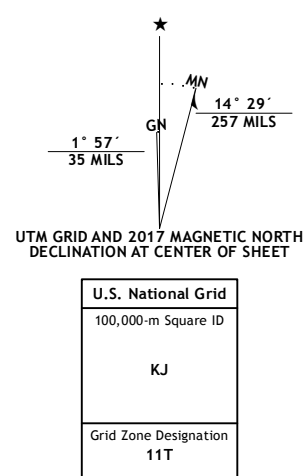 ★
MN
GN
14° 29´
257 MILS
1° 57´
35 MILS
UTM GRID AND 2017 MAGNETIC NORTH
DECLINATION AT CENTER OF SHEET
U.S. National Grid
100,000-m Square ID
KJ
Grid Zone Designation
11T